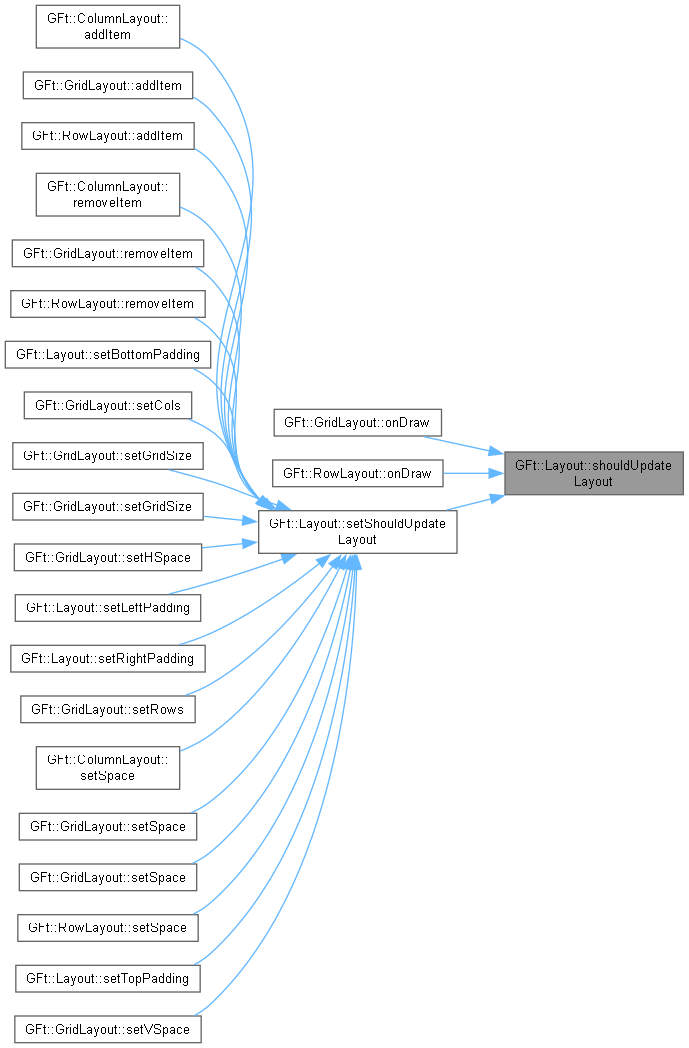 GFt::ColumnLayout::
addItem
GFt::GridLayout::addItem
GFt::RowLayout::addItem
GFt::ColumnLayout::
removeItem
GFt::GridLayout::removeItem
GFt::RowLayout::removeItem
GFt::Layout::setBottomPadding
GFt::GridLayout::setCols
GFt::GridLayout::setGridSize
GFt::GridLayout::setGridSize
GFt::GridLayout::setHSpace
GFt::Layout::setLeftPadding
GFt::Layout::setRightPadding
GFt::GridLayout::setRows
GFt::ColumnLayout::
setSpace
GFt::GridLayout::setSpace
GFt::GridLayout::setSpace
GFt::RowLayout::setSpace
GFt::Layout::setTopPadding
GFt::GridLayout::setVSpace
GFt::GridLayout::onDraw
GFt::RowLayout::onDraw
GFt::Layout::setShouldUpdate
Layout
GFt::Layout::shouldUpdate
Layout